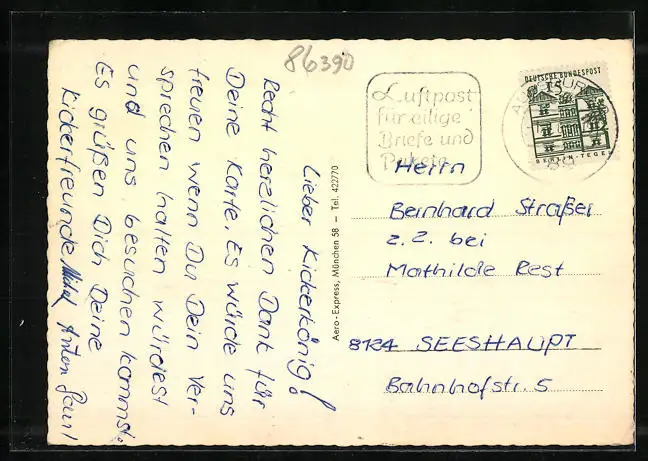 86390
Lieber Kickerkönig!
Recht herzlichen Dank für
Deine Karte. Es würde uns
freuen wenn Du Dein Ver-
sprechen halten würdest
und uns besuchen kommst.
Es grüßen Dich Deine
Kickerfreunde
Anton
Aero-Express, München 58 — Tel. 422770
Luftpost
für eilige
Briefe und
Pakete
DEUTSCHE BUNDESPOST
15
BERLIN-TEGEL
Herrn
Bernhard Straßer
z. Z. bei
Mathilde Rest
8124 SEESHAUPT
Bahnhofstr. 5